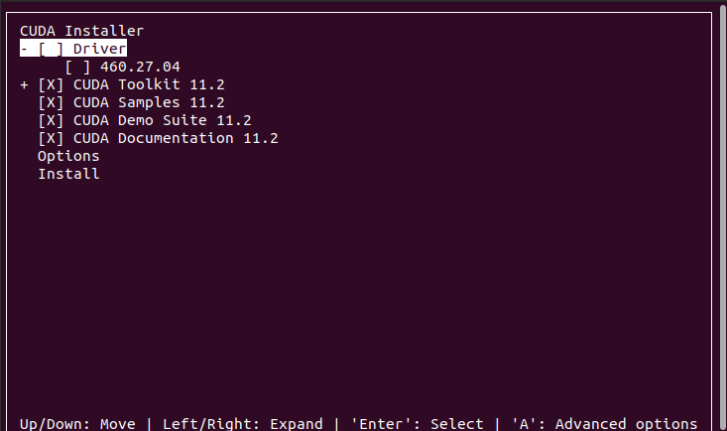 CUDA Installer
- [ ] Driver
[ ] 460.27.04
+ [X] CUDA Toolkit 11.2
[X] CUDA Samples 11.2
[X] CUDA Demo Suite 11.2
[X] CUDA Documentation 11.2
Options
Install
Up/Down: Move | Left/Right: Expand | 'Enter': Select | 'A': Advanced options